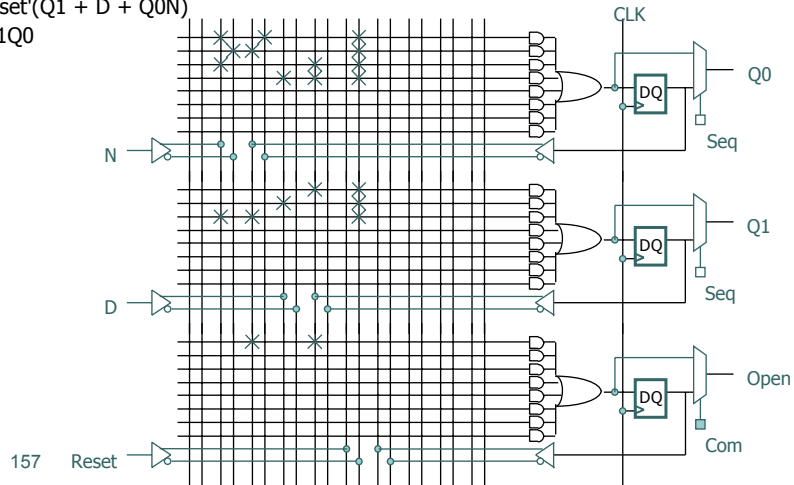 set'(Q1 + D + Q0N)
1Q0
CLK
DQ
Q0
Seq
N
DQ
Q1
Seq
D
DQ
Open
Com
157 Reset